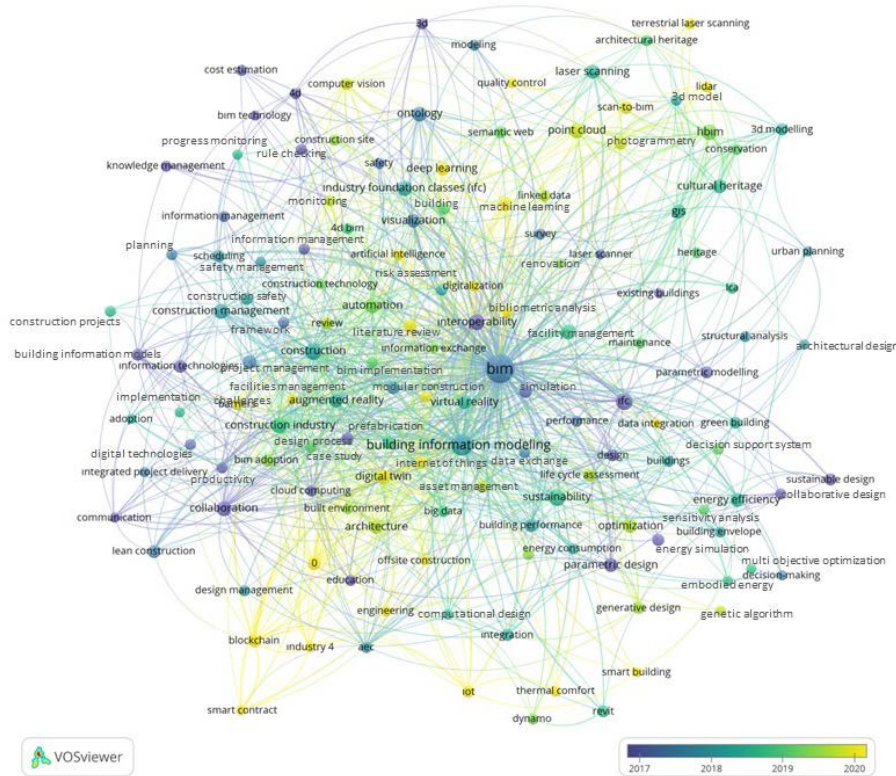 3d
terrestrial laser scanning
architectural heritage
modeling
cost estimation
laser scanning
computer vision
quality control
lidar
4d
3d model
scan-to-bim
bim technology
ontology
point cloud
hbim
3d modelling
semantic web
progress monitoring
construction site
photogrammetry
rule checking
conservation
knowledge management
safety
deep learning
industry foundation classes (ifc)
linked data
cultural heritage
monitoring
building
machine learning
information management
visualization
gis
4d bim
survey
planning
information management
scheduling
artificial intelligence
laser scanner
heritage
urban planning
safety management
risk assessment
renovation
construction technology
digitalization
lca
existing buildings
construction safety
automation
bibliometric analysis
construction management
construction projects
framework
review
literature review
interoperability
facility management
structural analysis
maintenance
architectural design
building information models
construction
information exchange
information technologies
project management
bim implementation
bim
parametric modelling
implementation
facilities management
modular construction
simulation
challenges
barriers
augmented reality
virtual reality
ifc
adoption
prefabrication
performance
data integration
green building
construction industry
digital technologies
design process
building information modeling
decision support system
case study
design
bim adoption
internet of things
data exchange
buildings
integrated project delivery
productivity
digital twin
life cycle assessment
sustainable design
asset management
cloud computing
collaborative design
sustainability
energy efficiency
collaboration
built environment
big data
communication
sensitivity analysis
architecture
building performance
optimization
building envelope
energy consumption
energy simulation
lean construction
offsite construction
parametric design
multi objective optimization
0
decision-making
education
embodied energy
design management
engineering
computational design
generative design
genetic algorithm
blockchain
industry 4
aec
integration
smart building
iot
thermal comfort
smart contract
dynamo
revit
VOSviewer
2017 2018 2019 2020